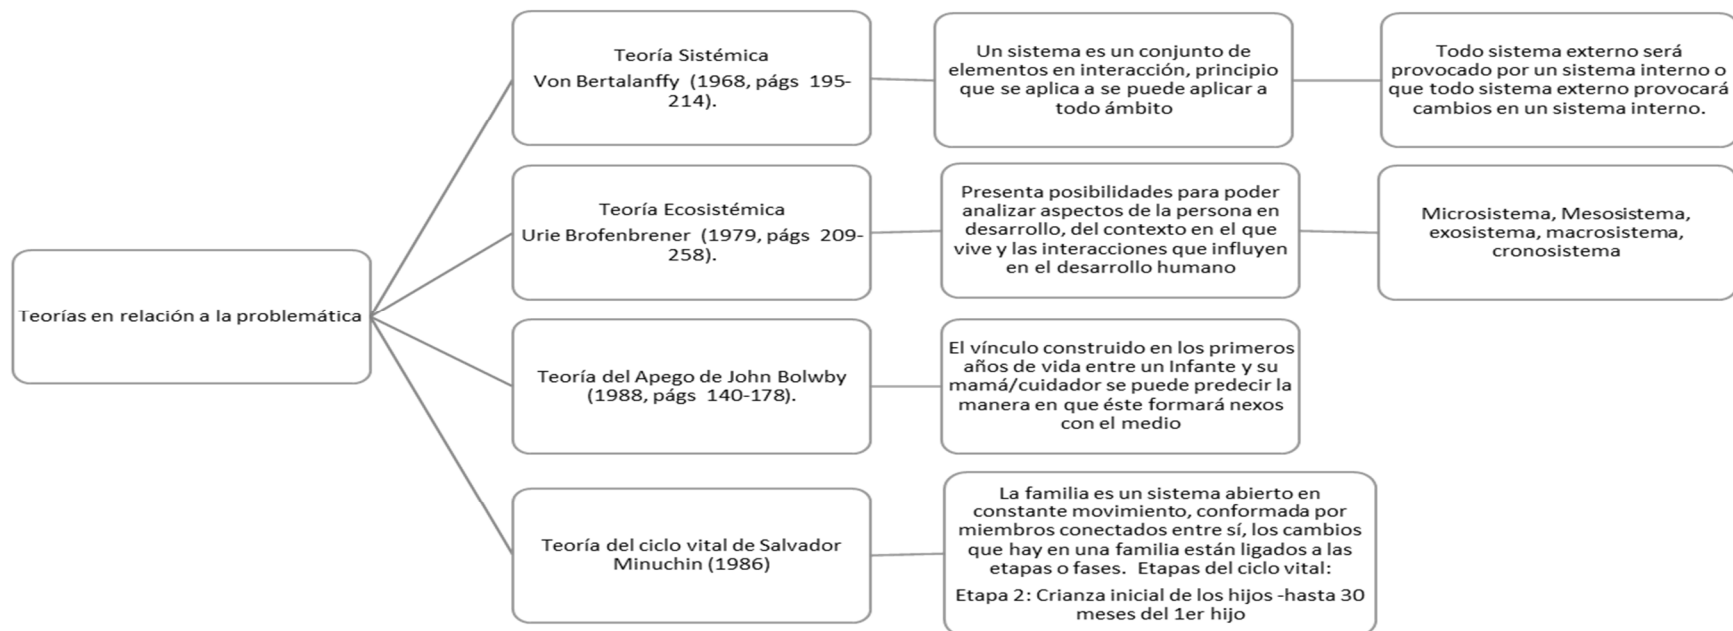 Teorías en relación a la problemática
Teoría Sistémica
Von Bertalanffy (1968, págs 195-
214).
Un sistema es un conjunto de
elementos en interacción, principio
que se aplica a se puede aplicar a
todo ámbito
Todo sistema externo será
provocado por un sistema interno o
que todo sistema externo provocará
cambios en un sistema interno.
Teoría Ecosistémica
Urie Brofenbrener (1979, págs 209-
258).
Presenta posibilidades para poder
analizar aspectos de la persona en
desarrollo, del contexto en el que
vive y las interacciones que influyen
en el desarrollo humano
Microsistema, Mesosistema,
exosistema, macrosistema,
cronosistema
Teoría del Apego de John Bolwby
(1988, págs 140-178).
El vínculo construido en los primeros
años de vida entre un Infante y su
mamá/cuidador se puede predecir la
manera en que éste formará nexos
con el medio
Teoría del ciclo vital de Salvador
Minuchin (1986)
La familia es un sistema abierto en
constante movimiento, conformada por
miembros conectados entre sí, los cambios
que hay en una familia están ligados a las
etapas o fases. Etapas del ciclo vital:
Etapa 2: Crianza inicial de los hijos -hasta 30
meses del 1er hijo